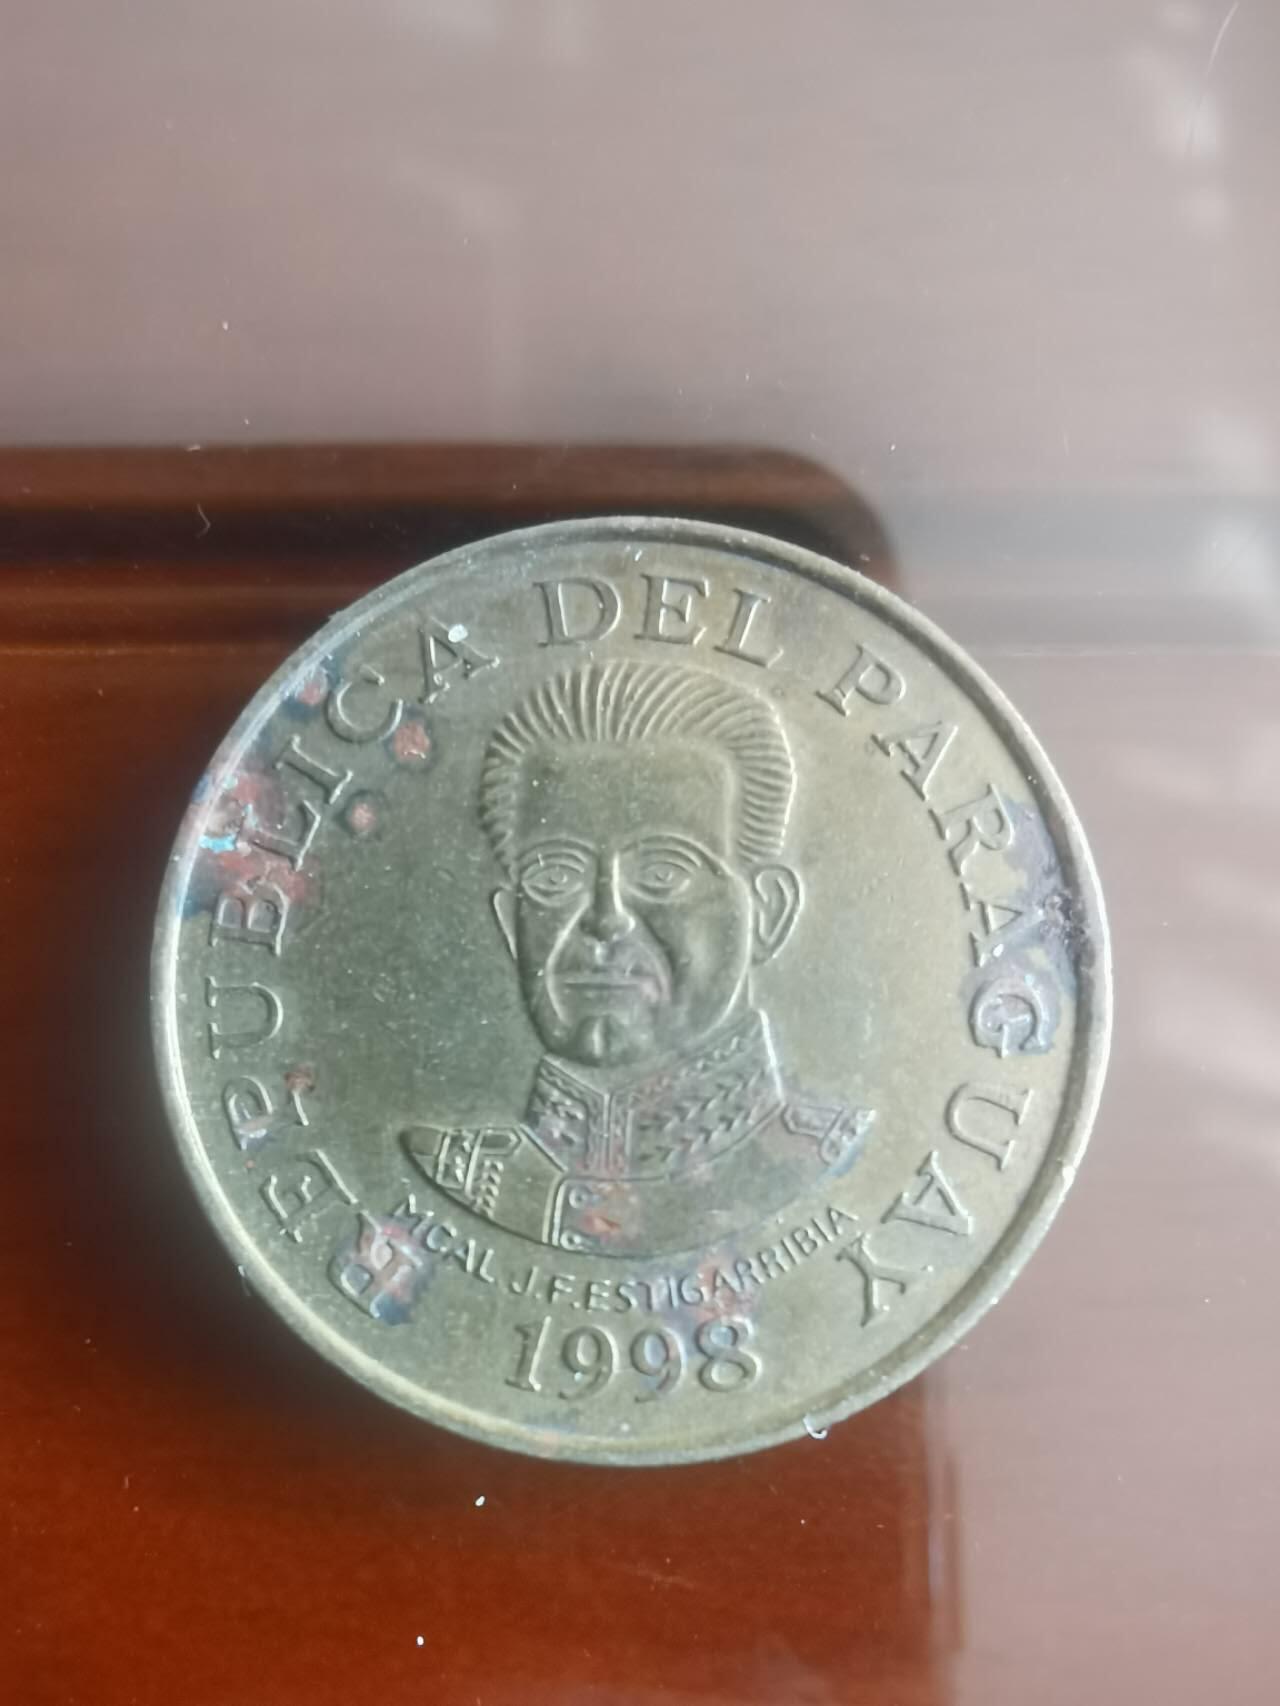 REPUBLICA DEL PARAGUAY
MCAL J.F.ESTIGARRIBIA
1998